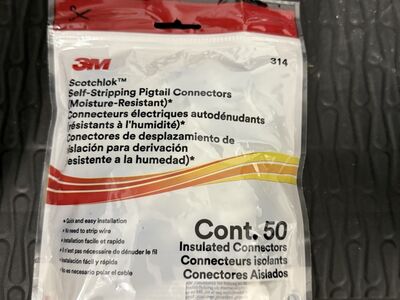 3M
314
Scotchlok™
Self-Stripping Pigtail Connectors
(Moisture-Resistant)*
Connecteurs électriques autodénudants
résistants à l'humidité)*
Conectores de desplazamiento de
islación para derivación
esistente a la humedad)*
• Quick and easy installation
No need to strip wire
Installation facile et rapide
Il n'est pas nécessaire de dénuder le fil
Instalación fácil y rápida
No es necesario pelar el cable
Cont. 50
Insulated Connectors
Connecteurs isolants
Conectores Aislados